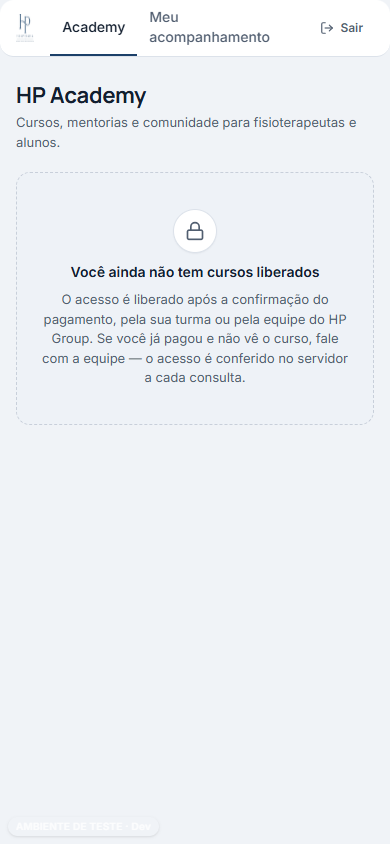 hp
Academy
Meu
acompanhamento
Sair
HP Academy
Cursos, mentorias e comunidade para fisioterapeutas e
alunos.
Você ainda não tem cursos liberados
O acesso é liberado após a confirmação do
pagamento, pela sua turma ou pela equipe do HP
Group. Se você já pagou e não vê o curso, fale
com a equipe — o acesso é conferido no servidor
a cada consulta.
AMBIENTE DE TESTE - Dev